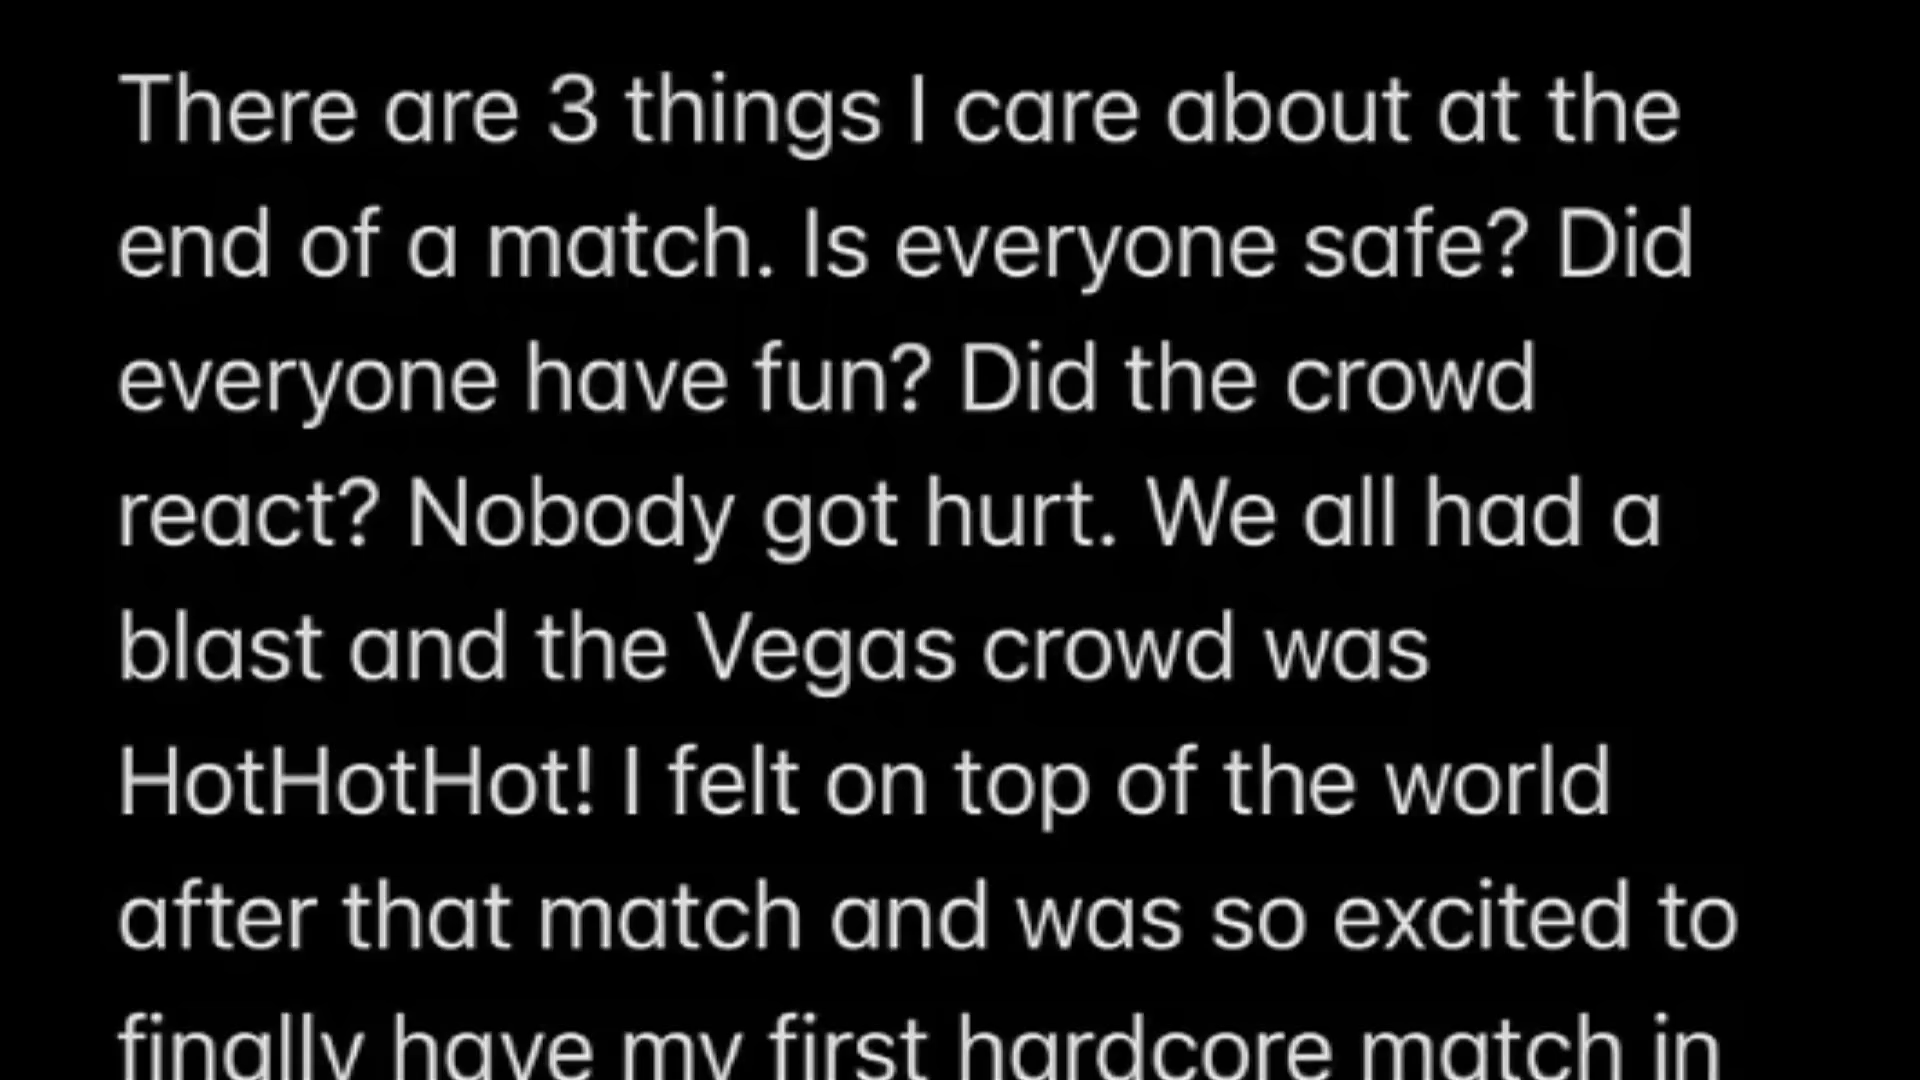 There are 3 things I care about at the
end of a match. Is everyone safe? Did
everyone have fun? Did the crowd
react? Nobody got hurt. We all had a
blast and the Vegas crowd was
HotHotHot! I felt on top of the world
after that match and was so excited to
finally have my first hardcore match in